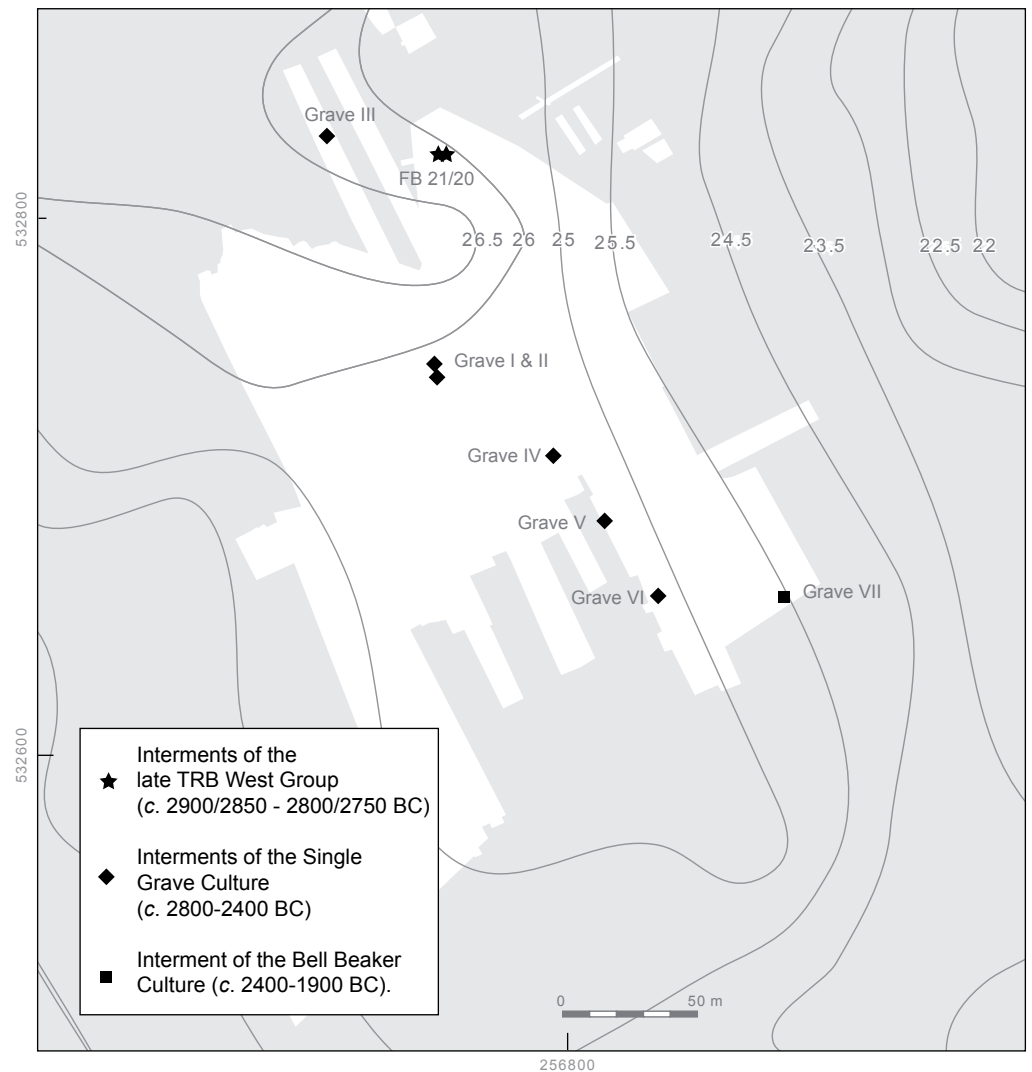 Grave III
FB 21/20
532800
26.5 26 25 25.5 24.5 23.5 22.5 22
Grave I & II
Grave IV
Grave V
Grave VI
Grave VII
532600
Interments of the
late TRB West Group
(c. 2900/2850 - 2800/2750 BC)
Interments of the Single
Grave Culture
(c. 2800-2400 BC)
Interment of the Bell Beaker
Culture (c. 2400-1900 BC).
0 50 m
256800